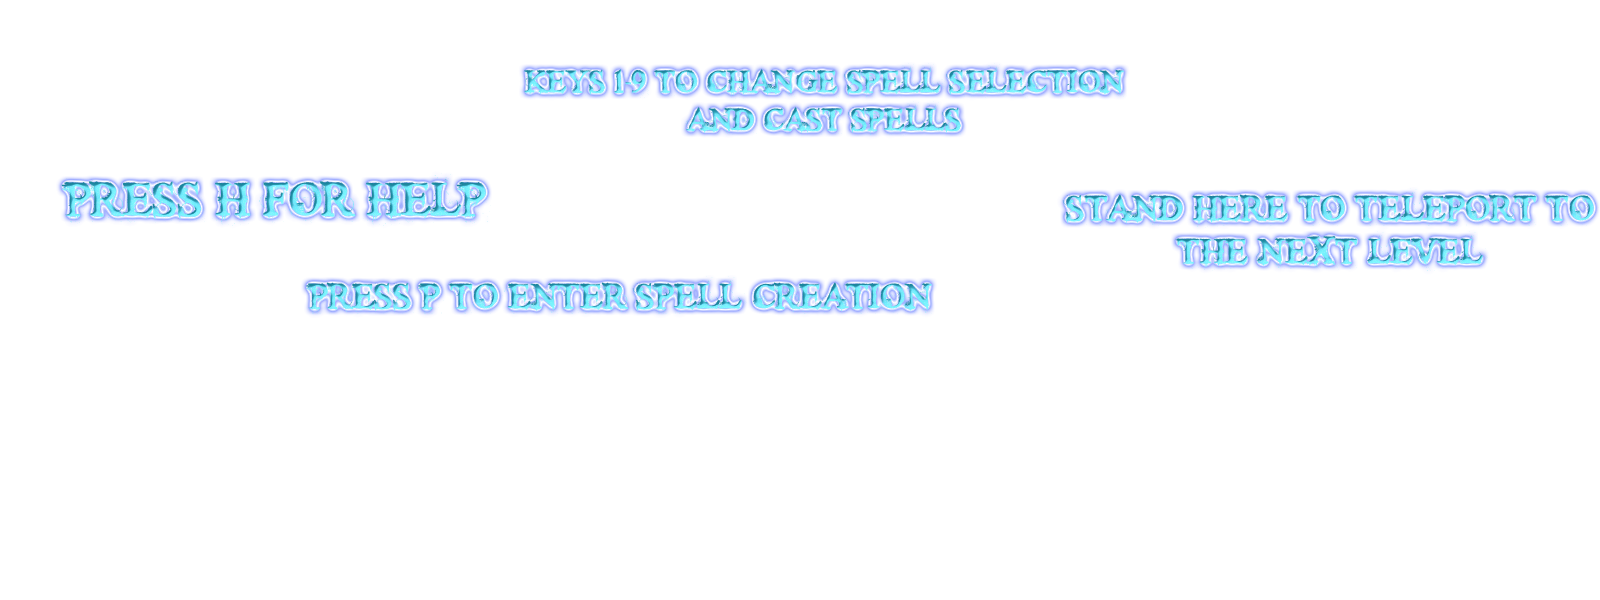 KEYS 1-9 TO CHANGE SPELL SELECTION
AND CAST SPELLS
PRESS H FOR HELP
STAND HERE TO TELEPORT TO
THE NEXT LEVEL
PRESS P TO ENTER SPELL CREATION